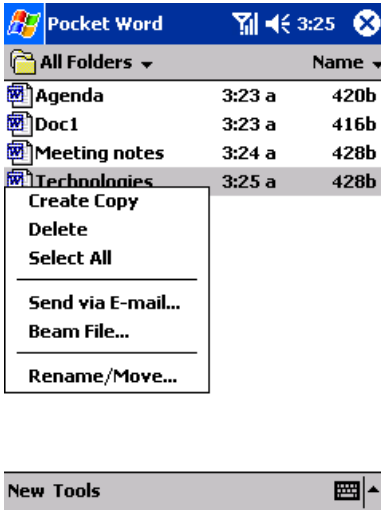 Pocket Word 3:25
All Folders Name
Agenda 3:23 a 420b
Doc1 3:23 a 416b
Meeting notes 3:24 a 428b
Technologies 3:25 a 428b
Create Copy
Delete
Select All
Send via E-mail...
Beam File...
Rename/Move...
New Tools